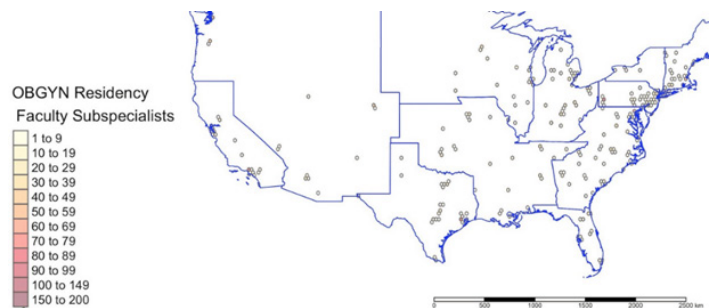 OBGYN Residency
Faculty Subspecialists
1 to 9
10 to 19
20 to 29
30 to 39
40 to 49
50 to 59
60 to 69
70 to 79
80 to 89
90 to 99
100 to 149
150 to 200
0 500 1000 1500 2000 2500 km